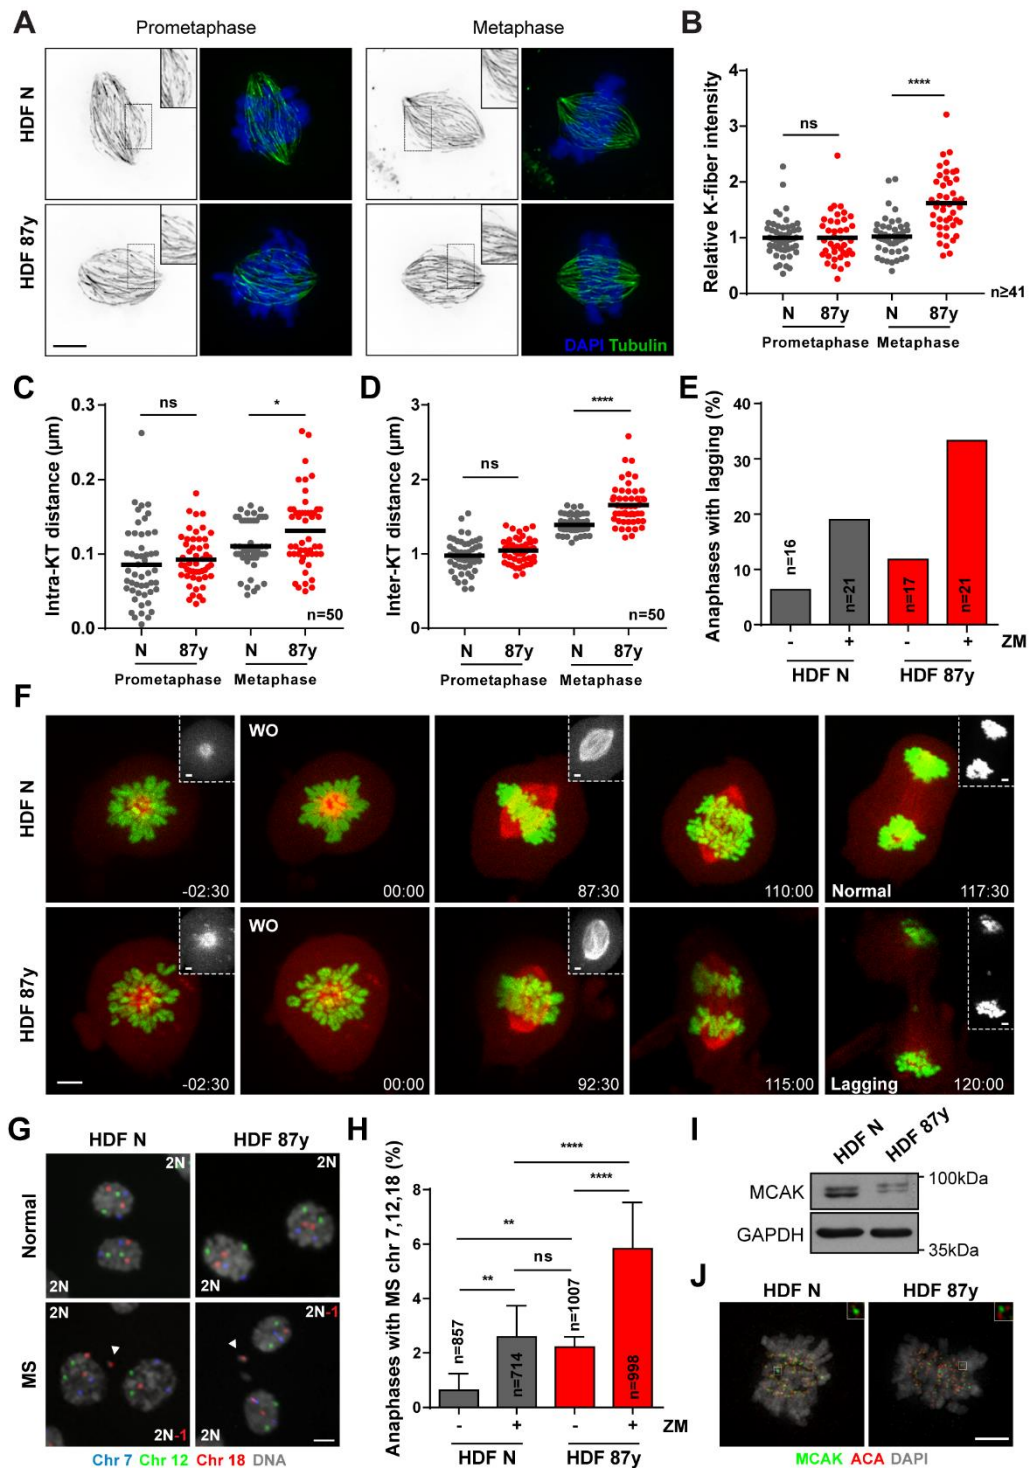 A
Prometaphase
Metaphase
HDF N
HDF 87y
DAPI Tubulin
B
Relative K-fiber intensity
4
3
2
1
0
ns
****
N 87y N 87y
Prometaphase Metaphase
n≥41
C
Intra-KT distance (µm)
0.3
0.2
0.1
0.0
ns
*
n=50
N 87y N 87y
Prometaphase Metaphase
D
Inter-KT distance (µm)
3
2
1
0
ns
****
n=50
N 87y N 87y
Prometaphase Metaphase
E
Anaphases with lagging (%)
40
30
20
10
0
n=16
n=21
n=17
n=21
- + - + ZM
HDF N HDF 87y
F
HDF N
-02:30
WO
00:00
87:30
110:00
Normal
117:30
HDF 87y
-02:30
WO
00:00
92:30
115:00
Lagging
120:00
G
HDF N HDF 87y
Normal
2N
2N
2N
2N
MS
2N
2N-1
2N-1
2N
Chr 7 Chr 12 Chr 18 DNA
H
Anaphases with MS chr 7,12,18 (%)
8
6
4
2
0
****
****
**
**
ns
n=857
n=714
n=1007
n=998
- + - + ZM
HDF N HDF 87y
I
HDF N
HDF 87y
MCAK
100kDa
GAPDH
35kDa
J
HDF N HDF 87y
MCAK ACA DAPI